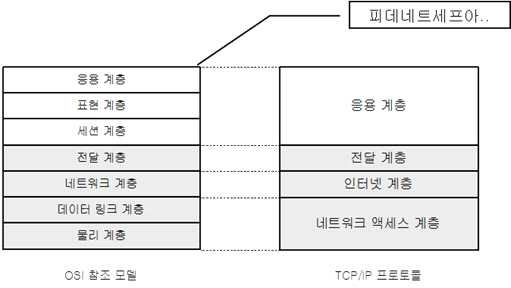 피데네트세프아..
응용 계층
표현 계층
세션 계층
전달 계층
네트워크 계층
데이터 링크 계층
물리 계층
OSI 참조 모델
응용 계층
전달 계층
인터넷 계층
네트워크 액세스 계층
TCP/IP 프로토콜